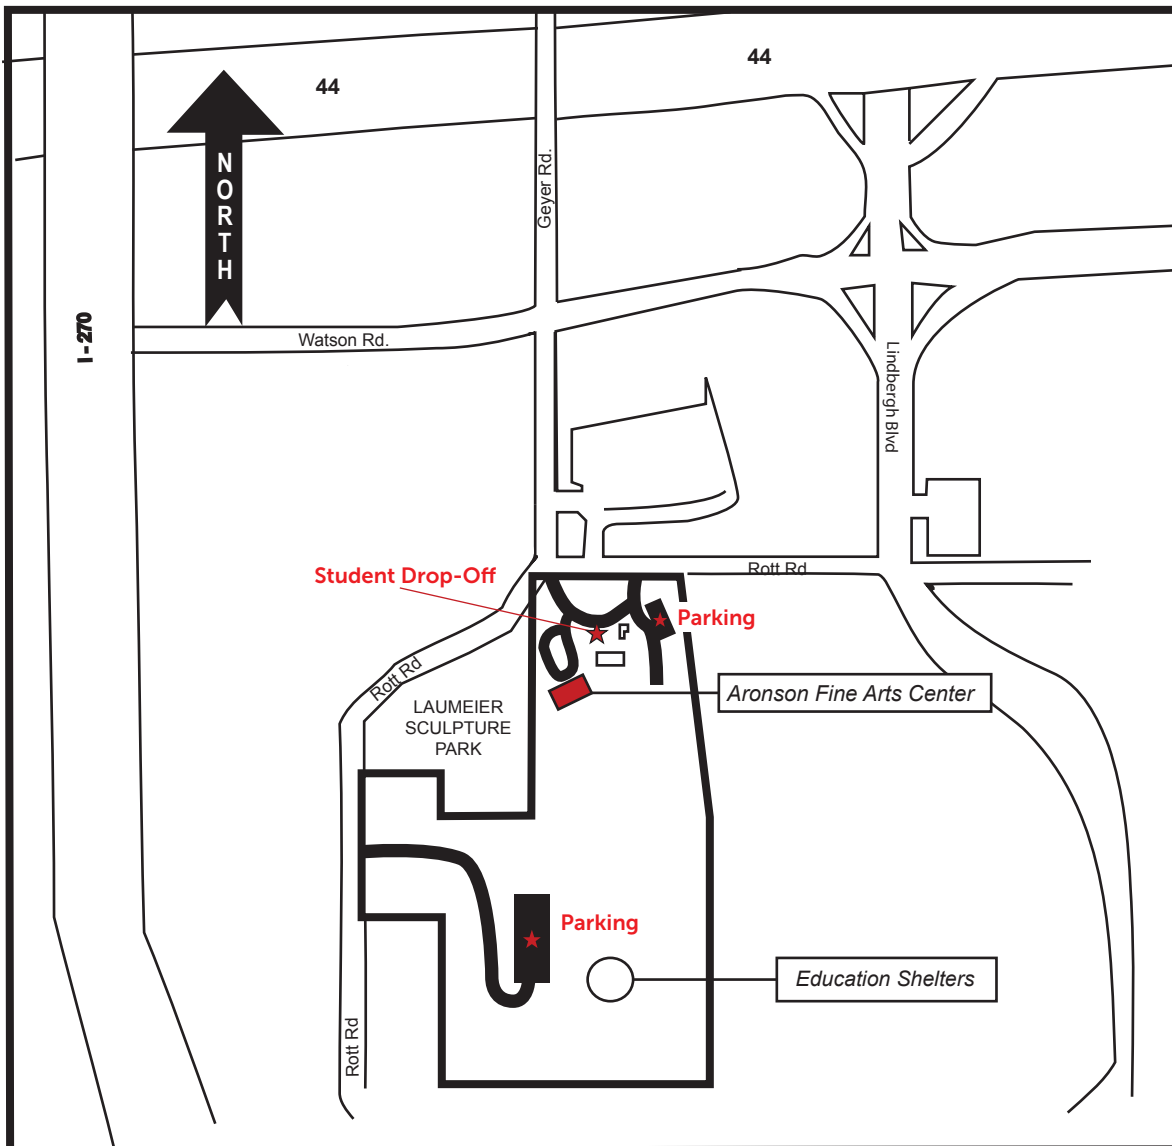 44
44
NORTH
Geyer Rd.
I-270
Watson Rd.
Lindbergh Blvd
Rott Rd
Student Drop-Off
Parking
Rott Rd
Aronson Fine Arts Center
LAUMEIER
SCULPTURE
PARK
Parking
Education Shelters
Rott Rd